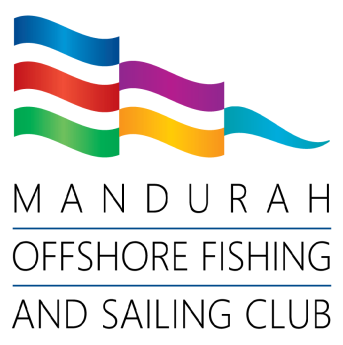 MANDURAH
OFFSHORE FISHING
AND SAILING CLUB